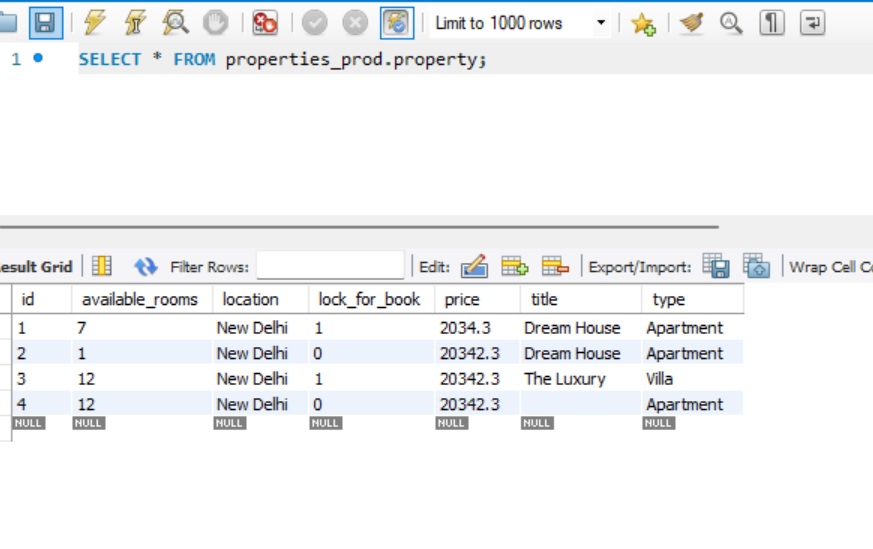 Limit to 1000 rows
1 SELECT * FROM properties_prod.property;
esult Grid Filter Rows: Edit: Export/Import: Wrap Cell Co
id available_rooms location lock_for_book price title type
1 7 New Delhi 1 2034.3 Dream House Apartment
2 1 New Delhi 0 20342.3 Dream House Apartment
3 12 New Delhi 1 20342.3 The Luxury Villa
4 12 New Delhi 0 20342.3 Apartment
NULL NULL NULL NULL NULL NULL NULL